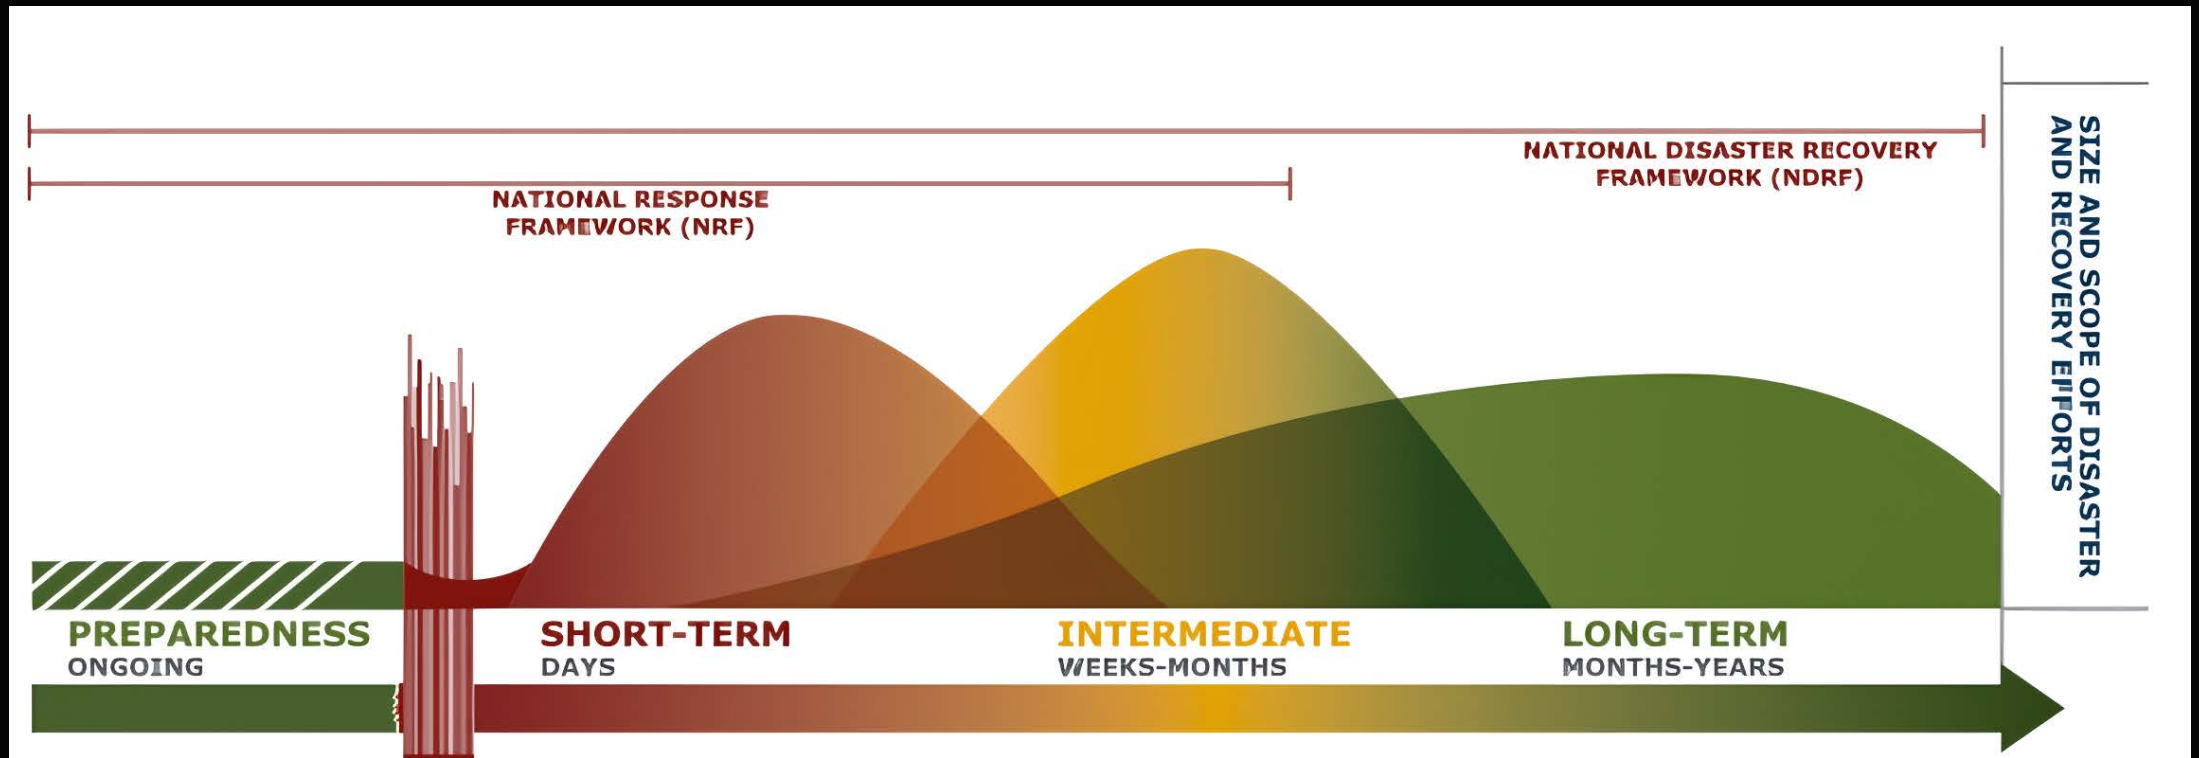 NATIONAL DISASTER RECOVERY
FRAMEWORK (NDRF)
NATIONAL RESPONSE
FRAMEWORK (NRF)
SIZE AND SCOPE OF DISASTER
AND RECOVERY EFFORTS
PREPAREDNESS
ONGOING
SHORT-TERM
DAYS
INTERMEDIATE
WEEKS-MONTHS
LONG-TERM
MONTHS-YEARS